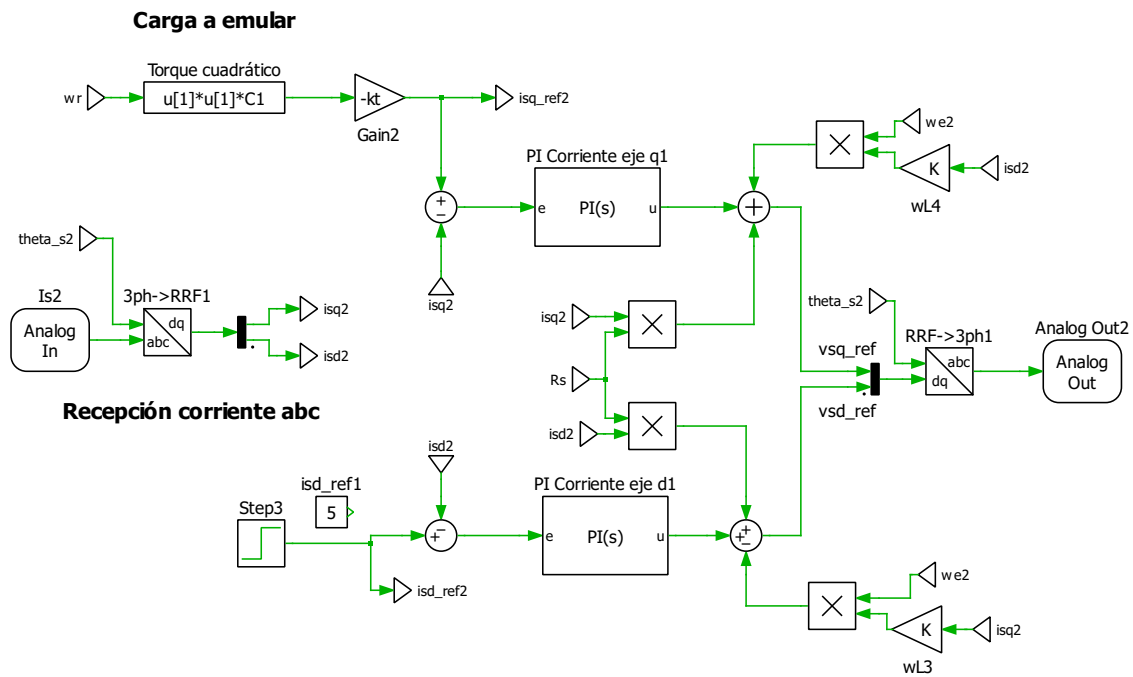 Carga a emular
Torque cuadrático
wr
u[1]*u[1]*C1
-kt
Gain2
isq_ref2
we2
K
isd2
wL4
PI Corriente eje q1
e
PI(s)
u
+
−
isq2
theta_s2
Is2
3ph->RRF1
Analog
In
dq
abc
isq2
isd2
Recepción corriente abc
isq2
Rs
isd2
theta_s2
vsq_ref
vsd_ref
RRF->3ph1
abc
dq
Analog Out2
Analog
Out
isd2
isd_ref1
5
Step3
+
−
isd_ref2
PI Corriente eje d1
e
PI(s)
u
+
+
−
we2
K
isq2
wL3